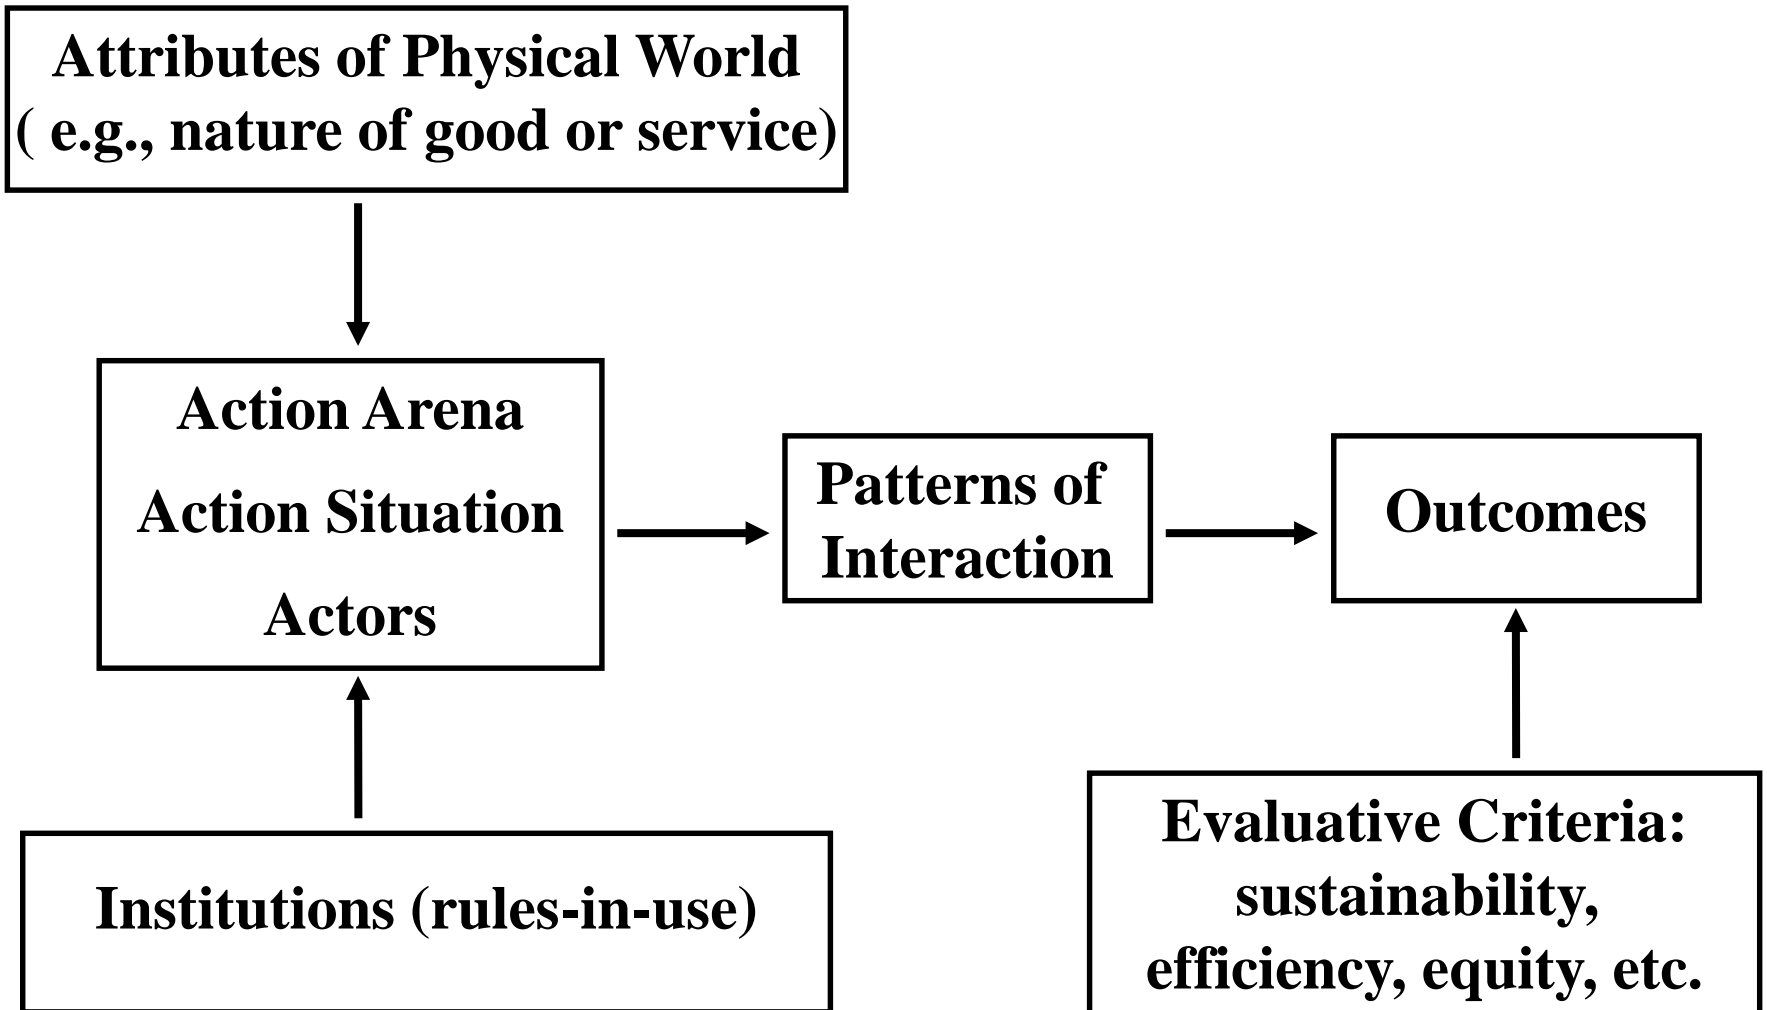 Attributes of Physical World
( e.g., nature of good or service)
Action Arena
Action Situation
Actors
Patterns of
Interaction
Outcomes
Institutions (rules-in-use)
Evaluative Criteria:
sustainability,
efficiency, equity, etc.